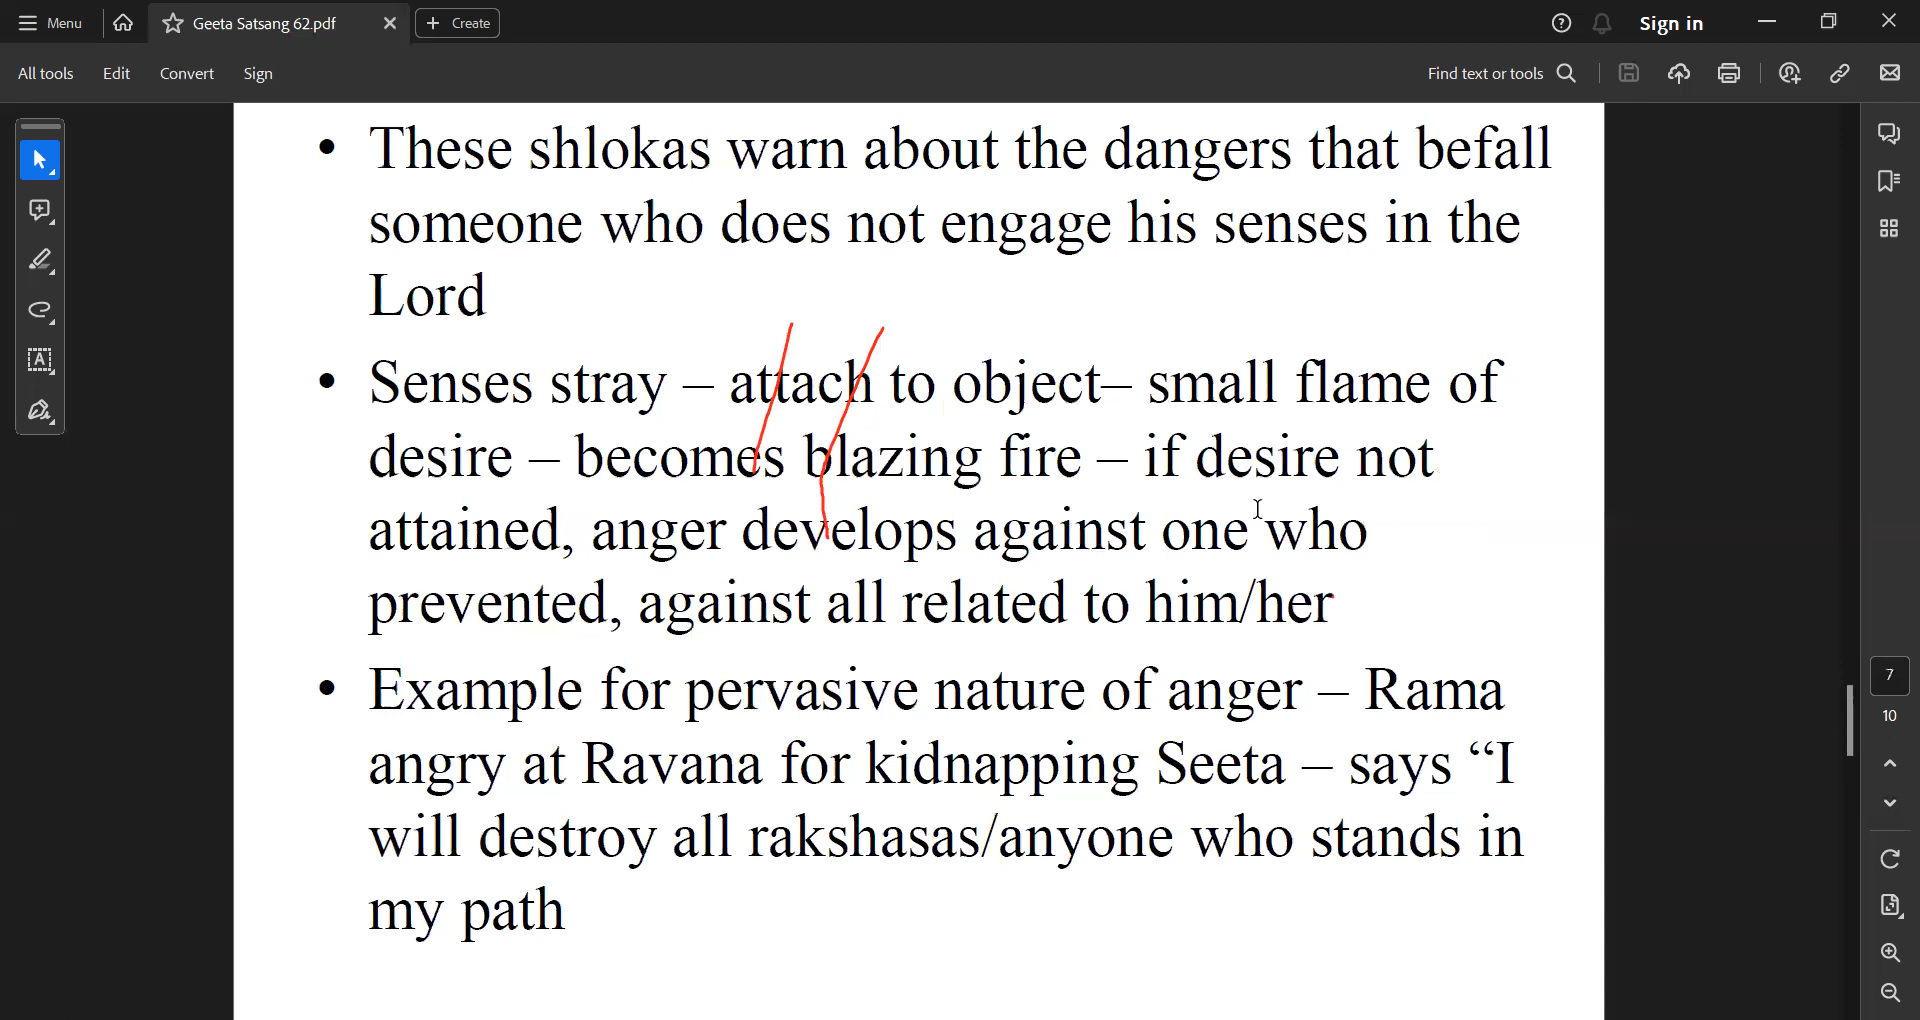 Menu
Geeta Satsang 62.pdf
Create
Sign in
All tools
Edit
Convert
Sign
Find text or tools
• These shlokas warn about the dangers that befall
someone who does not engage his senses in the
Lord
• Senses stray – attach to object– small flame of
desire – becomes blazing fire – if desire not
attained, anger develops against one who
prevented, against all related to him/her
• Example for pervasive nature of anger – Rama
angry at Ravana for kidnapping Seeta – says “I
will destroy all rakshasas/anyone who stands in
my path
7
10